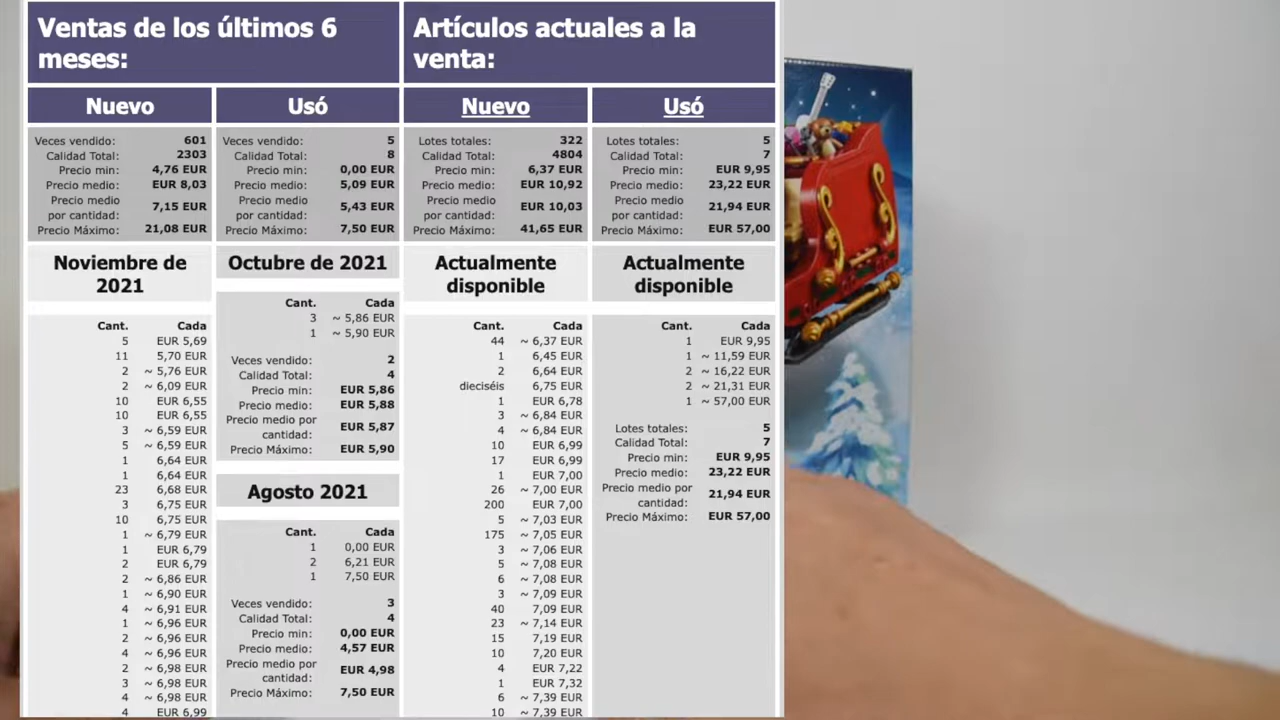 Ventas de los últimos 6
meses:
Artículos actuales a la
venta:
Nuevo
Usó
Nuevo
Usó
Veces vendido: 601
Calidad Total: 2303
Precio min: 4,76 EUR
Precio medio: EUR 8,03
Precio medio
por cantidad: 7,15 EUR
Precio Máximo: 21,08 EUR
Veces vendido: 5
Calidad Total: 8
Precio min: 0,00 EUR
Precio medio: 5,09 EUR
Precio medio
por cantidad: 5,43 EUR
Precio Máximo: 7,50 EUR
Lotes totales: 322
Calidad Total: 4804
Precio min: 6,37 EUR
Precio medio: EUR 10,92
Precio medio
por cantidad: EUR 10,03
Precio Máximo: 41,65 EUR
Lotes totales: 5
Calidad Total: 7
Precio min: EUR 9,95
Precio medio: 23,22 EUR
Precio medio
por cantidad: 21,94 EUR
Precio Máximo: EUR 57,00
Noviembre de
2021
Cant. Cada
5 EUR 5,69
11 5,70 EUR
2 ~ 5,76 EUR
2 ~ 6,09 EUR
10 EUR 6,55
10 EUR 6,55
3 ~ 6,59 EUR
5 ~ 6,59 EUR
1 6,64 EUR
1 6,64 EUR
23 6,68 EUR
3 6,75 EUR
10 6,75 EUR
1 ~ 6,79 EUR
1 EUR 6,79
2 EUR 6,79
2 ~ 6,86 EUR
1 ~ 6,90 EUR
4 ~ 6,91 EUR
1 ~ 6,96 EUR
2 ~ 6,96 EUR
4 ~ 6,96 EUR
2 ~ 6,98 EUR
3 ~ 6,98 EUR
4 ~ 6,98 EUR
4 EUR 6,99
Octubre de 2021
Cant. Cada
3 ~ 5,86 EUR
1 ~ 5,90 EUR
Veces vendido: 2
Calidad Total: 4
Precio min: EUR 5,86
Precio medio: EUR 5,88
Precio medio por
cantidad: EUR 5,87
Precio Máximo: EUR 5,90
Agosto 2021
Cant. Cada
1 0,00 EUR
2 6,21 EUR
1 7,50 EUR
Veces vendido: 3
Calidad Total: 4
Precio min: 0,00 EUR
Precio medio: 4,57 EUR
Precio medio por
cantidad: EUR 4,98
Precio Máximo: 7,50 EUR
Actualmente
disponible
Cant. Cada
44 ~ 6,37 EUR
1 6,45 EUR
2 6,64 EUR
dieciséis 6,75 EUR
1 EUR 6,78
3 ~ 6,84 EUR
4 ~ 6,84 EUR
10 EUR 6,99
17 EUR 6,99
1 EUR 7,00
26 ~ 7,00 EUR
200 EUR 7,00
5 ~ 7,03 EUR
175 ~ 7,05 EUR
3 ~ 7,06 EUR
5 ~ 7,08 EUR
6 ~ 7,08 EUR
3 ~ 7,09 EUR
40 7,09 EUR
23 ~ 7,14 EUR
15 7,19 EUR
10 7,20 EUR
4 EUR 7,22
1 EUR 7,32
6 ~ 7,39 EUR
10 ~ 7,39 EUR
Actualmente
disponible
Cant. Cada
1 EUR 9,95
1 ~ 11,59 EUR
2 ~ 16,22 EUR
2 ~ 21,31 EUR
1 ~ 57,00 EUR
Lotes totales: 5
Calidad Total: 7
Precio min: EUR 9,95
Precio medio: 23,22 EUR
Precio medio por
cantidad: 21,94 EUR
Precio Máximo: EUR 57,00